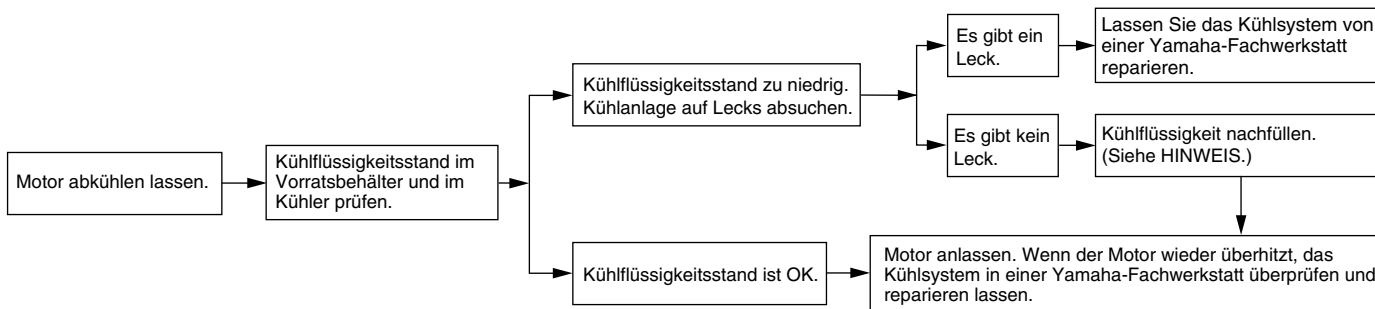 Motor abkühlen lassen.
Kühlflüssigkeitsstand im
Vorratsbehälter und im
Kühler prüfen.
Kühlflüssigkeitsstand zu niedrig.
Kühlanlage auf Lecks absuchen.
Es gibt ein
Leck.
Lassen Sie das Kühlsystem von
einer Yamaha-Fachwerkstatt
reparieren.
Es gibt kein
Leck.
Kühlflüssigkeit nachfüllen.
(Siehe HINWEIS.)
Kühlflüssigkeitsstand ist OK.
Motor anlassen. Wenn der Motor wieder überhitzt, das
Kühlsystem in einer Yamaha-Fachwerkstatt überprüfen und
reparieren lassen.